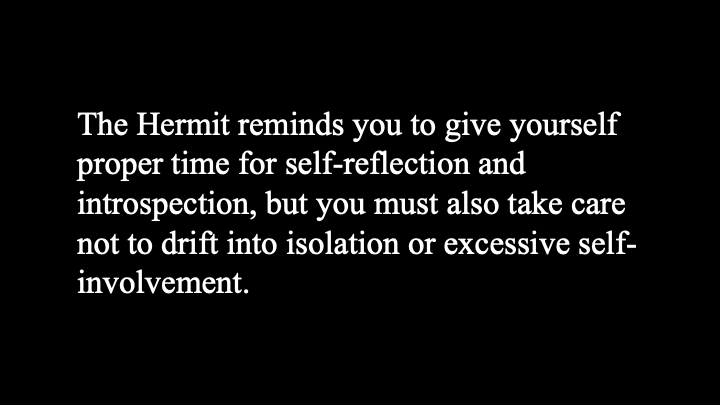 The Hermit reminds you to give yourself
proper time for self-reflection and
introspection, but you must also take care
not to drift into isolation or excessive self-
involvement.